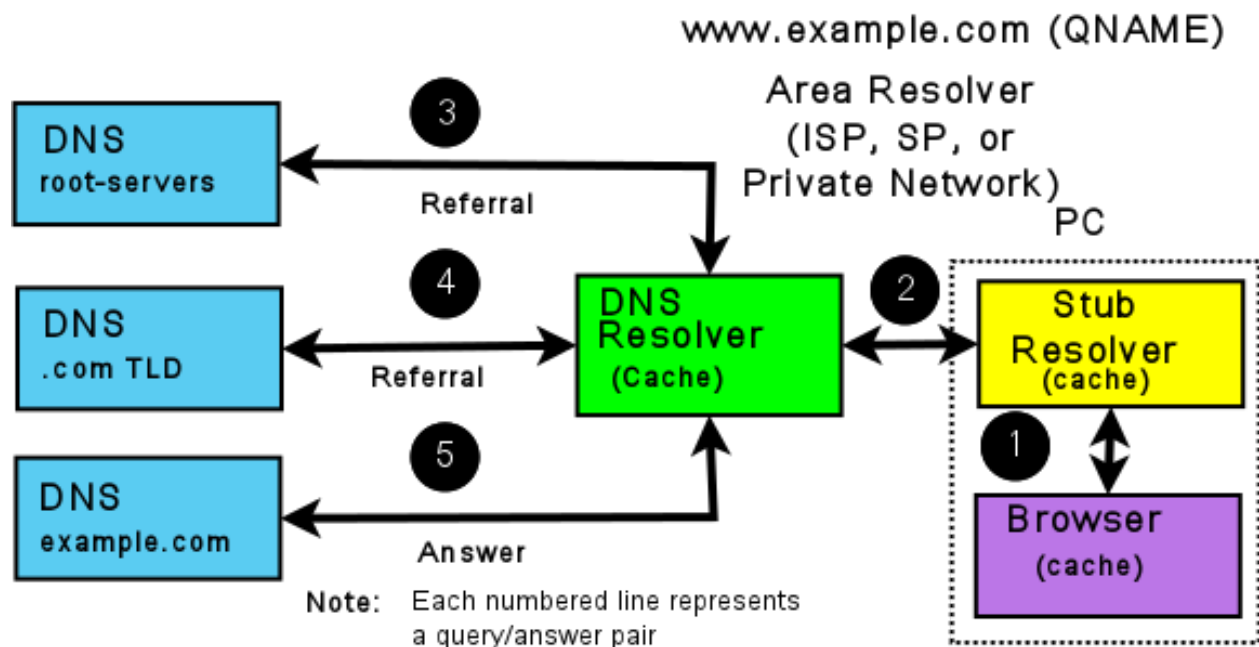 www.example.com (QNAME)
Area Resolver
(ISP, SP, or
Private Network)
PC
3
DNS
root-servers
Referral
4
DNS
.com TLD
Referral
DNS
Resolver
(Cache)
2
Stub
Resolver
(cache)
1
5
DNS
example.com
Answer
Browser
(cache)
Note: Each numbered line represents
a query/answer pair